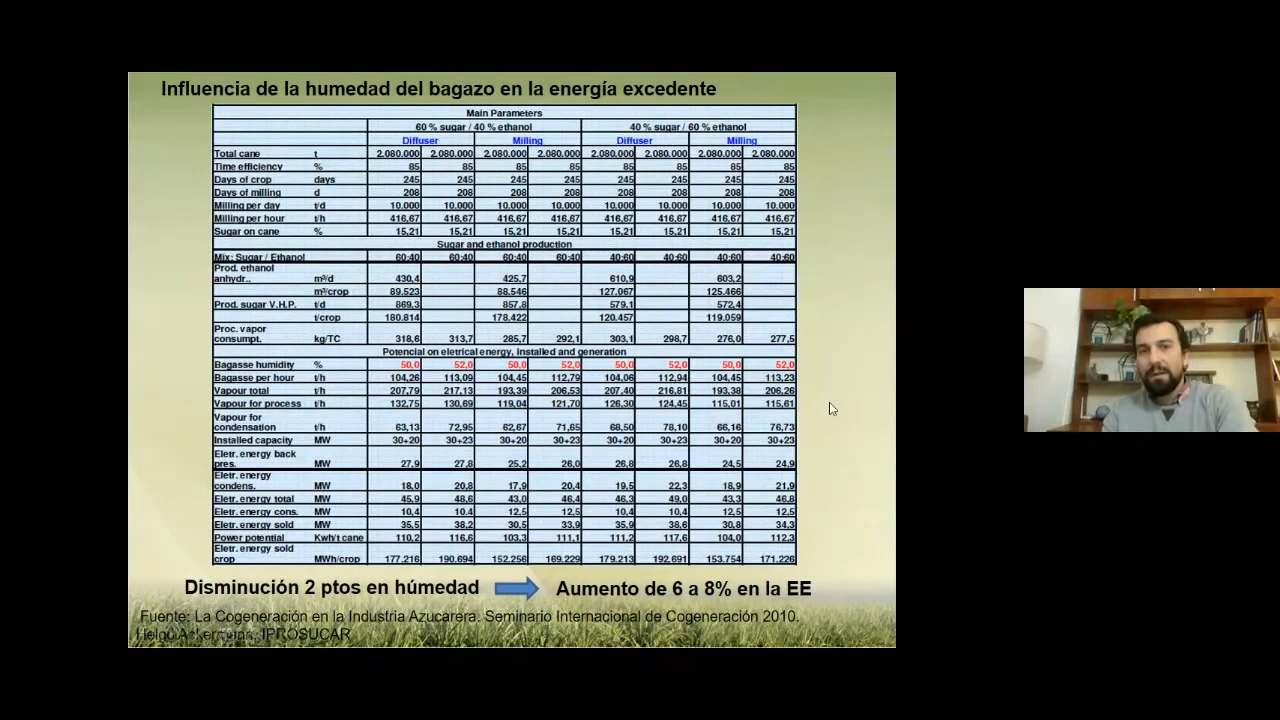 Influencia de la humedad del bagazo en la energía excedente
Main Parameters
60 % sugar / 40 % ethanol 40 % sugar / 60 % ethanol
Diffuser Milling Diffuser Milling
Total cane t 2.080.000 2.080.000 2.080.000 2.080.000 2.080.000 2.080.000 2.080.000 2.080.000
Time efficiency % 85 85 85 85 85 85 85 85
Days of crop days 245 245 245 245 245 245 245 245
Days of milling d 208 208 208 208 208 208 208 208
Milling per day t/d 10.000 10.000 10.000 10.000 10.000 10.000 10.000 10.000
Milling per hour t/h 416,67 416,67 416,67 416,67 416,67 416,67 416,67 416,67
Sugar on cane % 15,21 15,21 15,21 15,21 15,21 15,21 15,21 15,21
Sugar and ethanol production
Mix: Sugar / Ethanol 60:40 60:40 60:40 60:40 40:60 40:60 40:60 40:60
Prod. ethanol
anhydr.. m³/d 430,4 425,7 610,9 603,2
m³/crop 89.523 88.546 127.067 125.466
Prod. sugar V.H.P. t/d 869,3 857,8 579,1 572,4
t/crop 180.814 178.422 120.457 119.059
Proc. vapor
consumpt. kg/TC 318,6 313,7 285,7 292,1 303,1 298,7 276,0 277,5
Potencial on eletrical energy, installed and generation
Bagasse humidity % 50,0 52,0 50,0 52,0 50,0 52,0 50,0 52,0
Bagasse per hour t/h 104,26 113,09 104,45 112,79 104,06 112,94 104,45 113,23
Vapour total t/h 207,79 217,13 193,39 206,53 207,40 216,81 193,38 206,26
Vapour for process t/h 132,75 130,69 119,04 121,70 126,30 124,45 115,01 115,61
Vapour for
condensation t/h 63,13 72,95 62,67 71,65 68,50 78,10 66,16 76,73
Installed capacity MW 30+20 30+23 30+20 30+23 30+20 30+23 30+20 30+23
Eletr. energy back
pres. MW 27,9 27,8 25,2 26,0 26,8 26,8 24,5 24,9
Eletr. energy
condens. MW 18,0 20,8 17,9 20,4 19,5 22,3 18,9 21,9
Eletr. energy total MW 45,9 48,6 43,0 46,4 46,3 49,0 43,3 46,8
Eletr. energy cons. MW 10,4 10,4 12,5 12,5 10,4 10,4 12,5 12,5
Eletr. energy sold MW 35,5 38,2 30,5 33,9 35,9 38,6 30,8 34,3
Power potential Kwh/t cane 110,2 116,6 103,3 111,1 111,2 117,6 104,0 112,3
Eletr. energy sold
crop MWh/crop 177.216 190.694 152.256 169.229 179.213 192.691 153.754 171.226
Disminución 2 ptos en húmedad Aumento de 6 a 8% en la EE
Fuente: La Cogeneración en la Industria Azucarera. Seminario Internacional de Cogeneración 2010.
Helgo Ackermann, IPROSUCAR